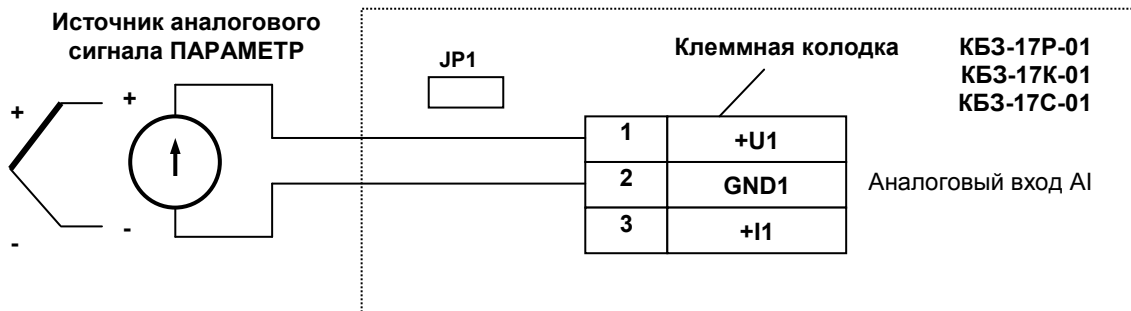 Источник аналогового
сигнала ПАРАМЕТР
JP1
Клеммная колодка
КБЗ-17Р-01
КБЗ-17К-01
КБЗ-17С-01
+
+
1
+U1
2
GND1
Аналоговый вход AI
3
+I1
-
-